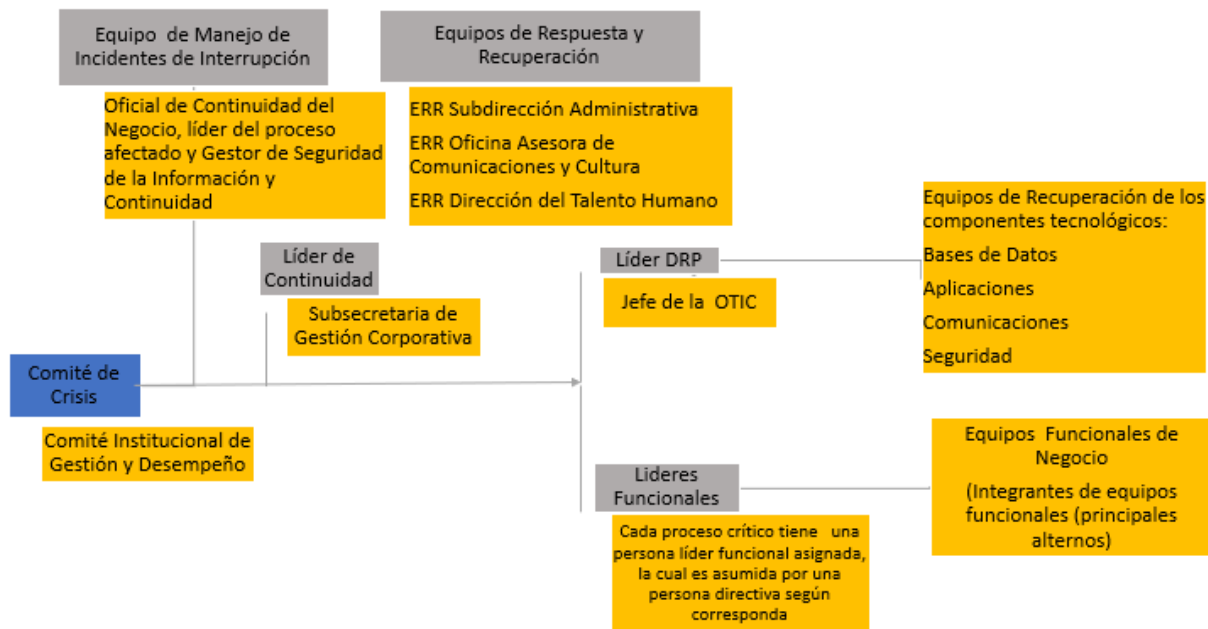 Equipo de Manejo de
Incidentes de Interrupción
Oficial de Continuidad del
Negocio, líder del proceso
afectado y Gestor de Seguridad
de la Información y
Continuidad
Equipos de Respuesta y
Recuperación
ERR Subdirección Administrativa
ERR Oficina Asesora de
Comunicaciones y Cultura
ERR Dirección del Talento Humano
Líder de
Continuidad
Subsecretaria de
Gestión Corporativa
Líder DRP
Jefe de la OTIC
Equipos de Recuperación de los
componentes tecnológicos:
Bases de Datos
Aplicaciones
Comunicaciones
Seguridad
Comité de
Crisis
Comité Institucional de
Gestión y Desempeño
Lideres
Funcionales
Cada proceso crítico tiene una
persona líder funcional asignada,
la cual es asumida por una
persona directiva según
corresponda
Equipos Funcionales de
Negocio
(Integrantes de equipos
funcionales (principales
alternos)